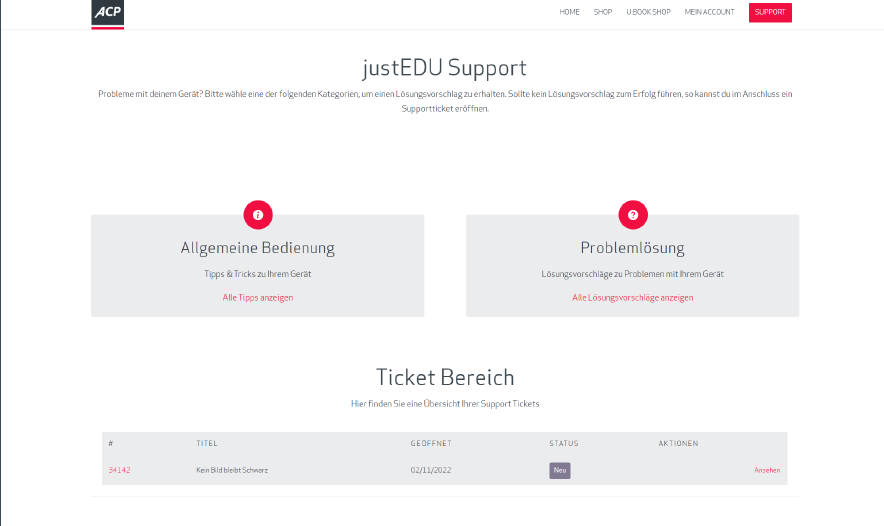 ACP
HOME SHOP U:BOOK SHOP MEIN ACCOUNT SUPPORT
justEDU Support
Probleme mit deinem Gerät? Bitte wähle eine der folgenden Kategorien, um einen Lösungsvorschlag zu erhalten. Sollte kein Lösungsvorschlag zum Erfolg führen, so kannst du im Anschluss ein
Supportticket eröffnen.
Allgemeine Bedienung
Tipps & Tricks zu Ihrem Gerät
Alle Tipps anzeigen
Problemlösung
Lösungsvorschläge zu Problemen mit Ihrem Gerät
Alle Lösungsvorschläge anzeigen
Ticket Bereich
Hier finden Sie eine Übersicht Ihrer Support Tickets
# TITEL GEÖFFNET STATUS AKTIONEN
34142 Kein Bild bleibt Schwarz 02/11/2022 Neu Ansehen